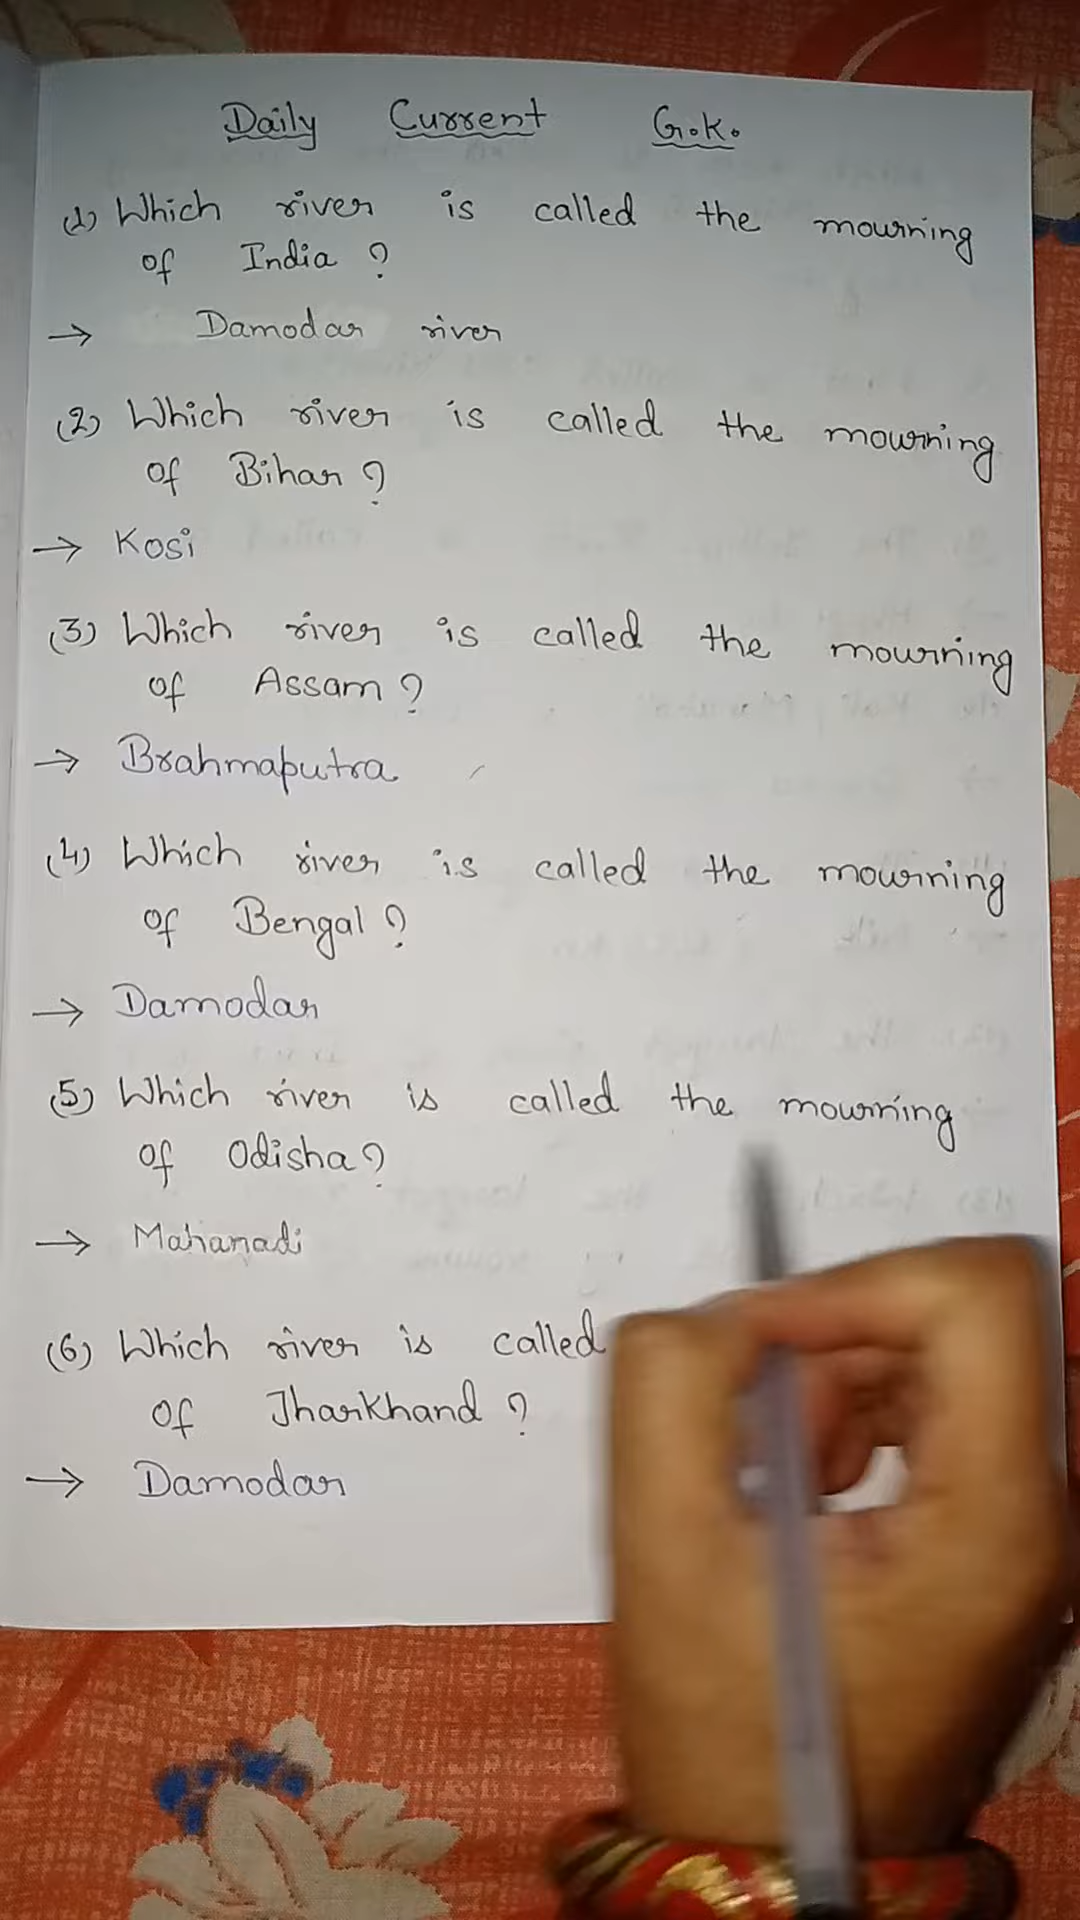 Daily Current G.K.
(1) Which river is called the mourning
of India ?
→ Damodar river
(2) Which river is called the mourning
of Bihar ?
→ Kosi
(3) Which river is called the mourning
of Assam ?
→ Brahmaputra
(4) Which river is called the mourning
of Bengal ?
→ Damodar
(5) Which river is called the mourning
of Odisha ?
→ Mahanadi
(6) Which river is called
of Jharkhand ?
→ Damodar